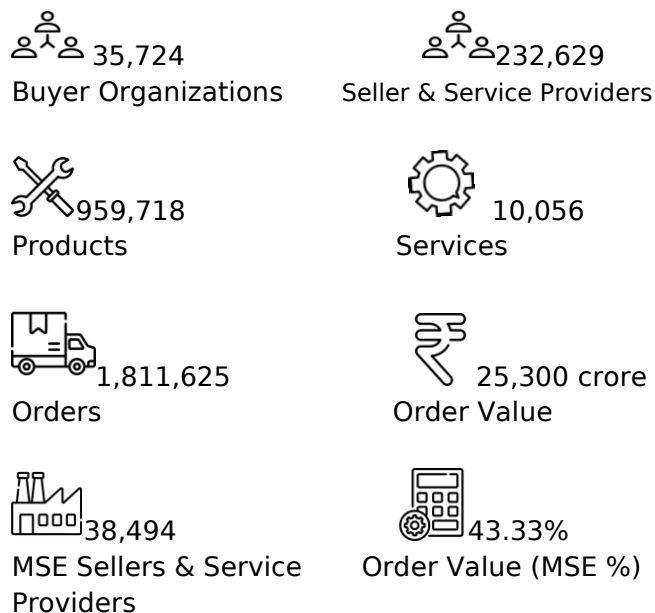 35,724
Buyer Organizations
232,629
Seller & Service Providers
959,718
Products
10,056
Services
1,811,625
Orders
25,300 crore
Order Value
38,494
MSE Sellers & Service
Providers
43.33%
Order Value (MSE %)